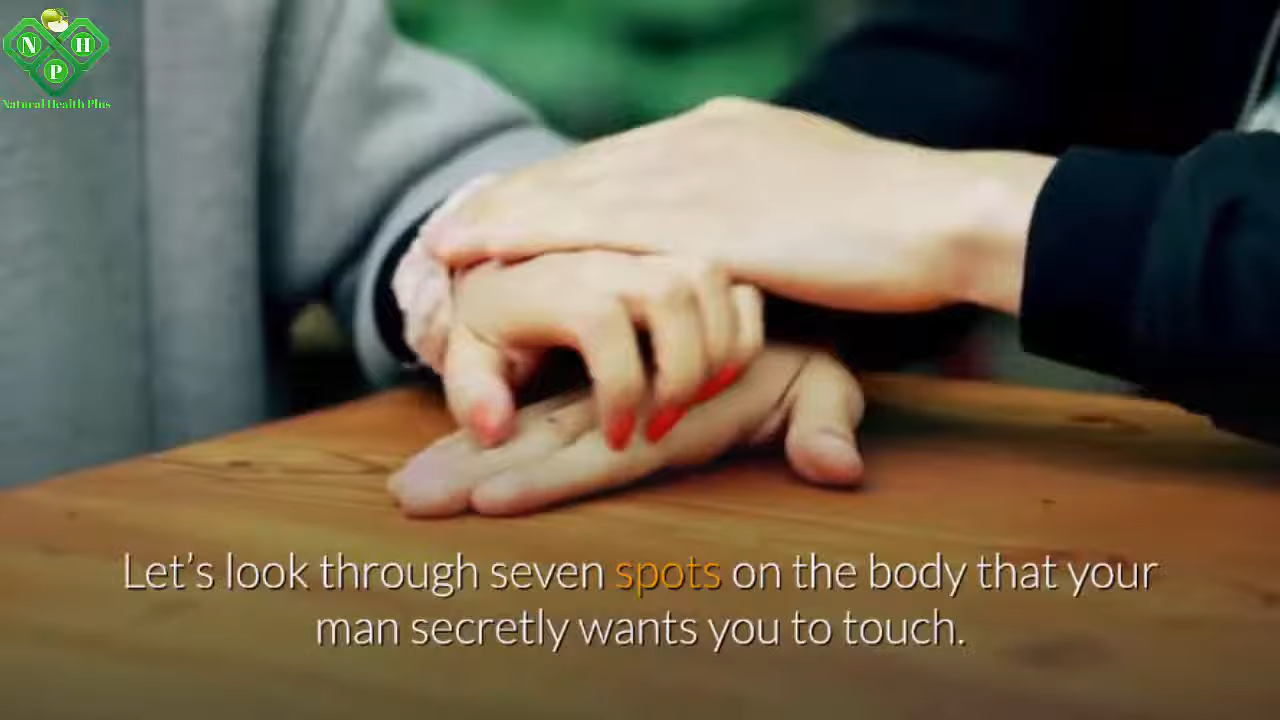 N H
P
Natural Health Plus
Let's look through seven spots on the body that your
man secretly wants you to touch.